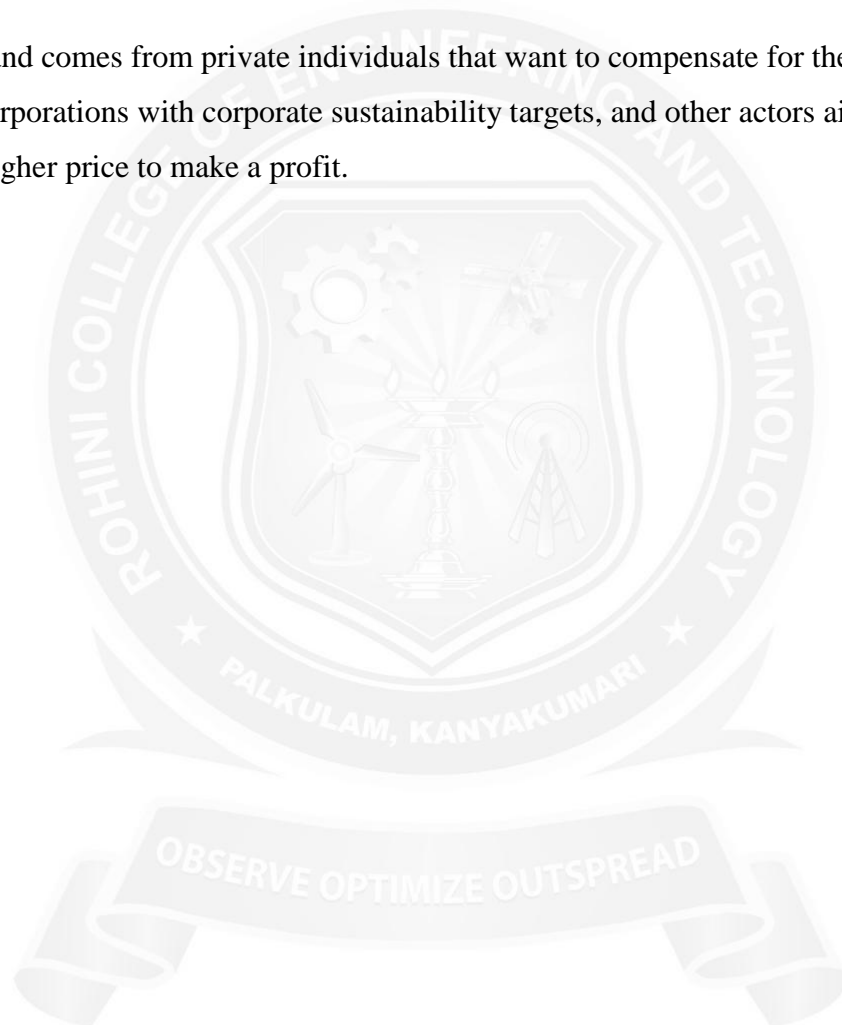 and comes from private individuals that want to compensate for the
rporations with corporate sustainability targets, and other actors ai
gher price to make a profit.
ROHINI COLLEGE OF ENGINEERING AND TECHNOLOGY
PALKULAM, KANYAKUMARI
OBSERVE OPTIMIZE OUTSPREAD